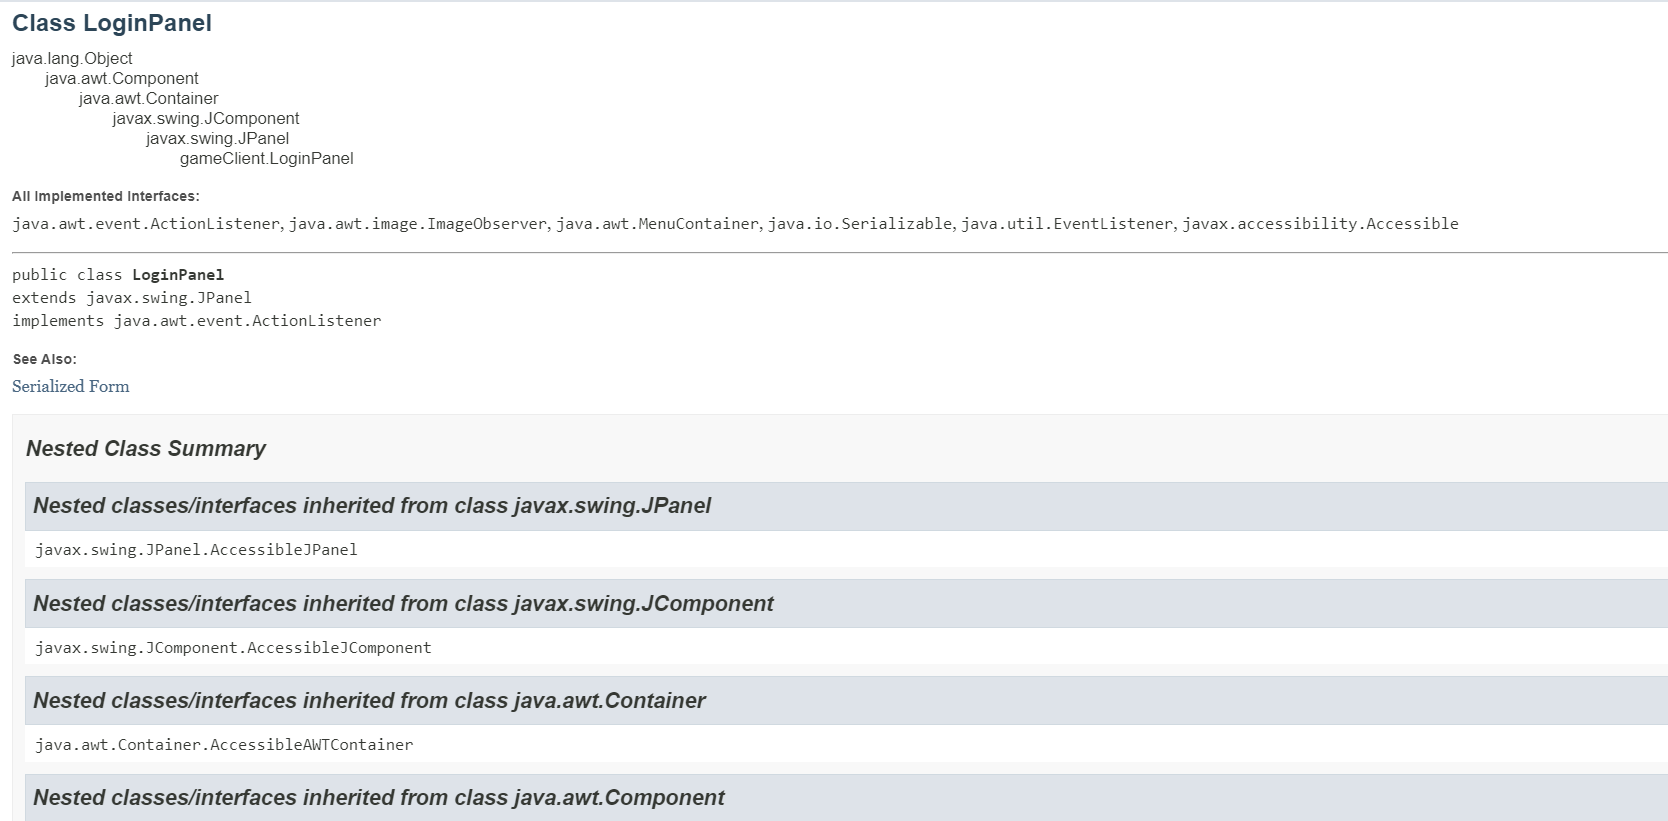 Class LoginPanel
java.lang.Object
java.awt.Component
java.awt.Container
javax.swing.JComponent
javax.swing.JPanel
gameClient.LoginPanel
All Implemented Interfaces:
java.awt.event.ActionListener, java.awt.image.ImageObserver, java.awt.MenuContainer, java.io.Serializable, java.util.EventListener, javax.accessibility.Accessible
public class LoginPanel
extends javax.swing.JPanel
implements java.awt.event.ActionListener
See Also:
Serialized Form
Nested Class Summary
Nested classes/interfaces inherited from class javax.swing.JPanel
javax.swing.JPanel.AccessibleJPanel
Nested classes/interfaces inherited from class javax.swing.JComponent
javax.swing.JComponent.AccessibleJComponent
Nested classes/interfaces inherited from class java.awt.Container
java.awt.Container.AccessibleAWTContainer
Nested classes/interfaces inherited from class java.awt.Component